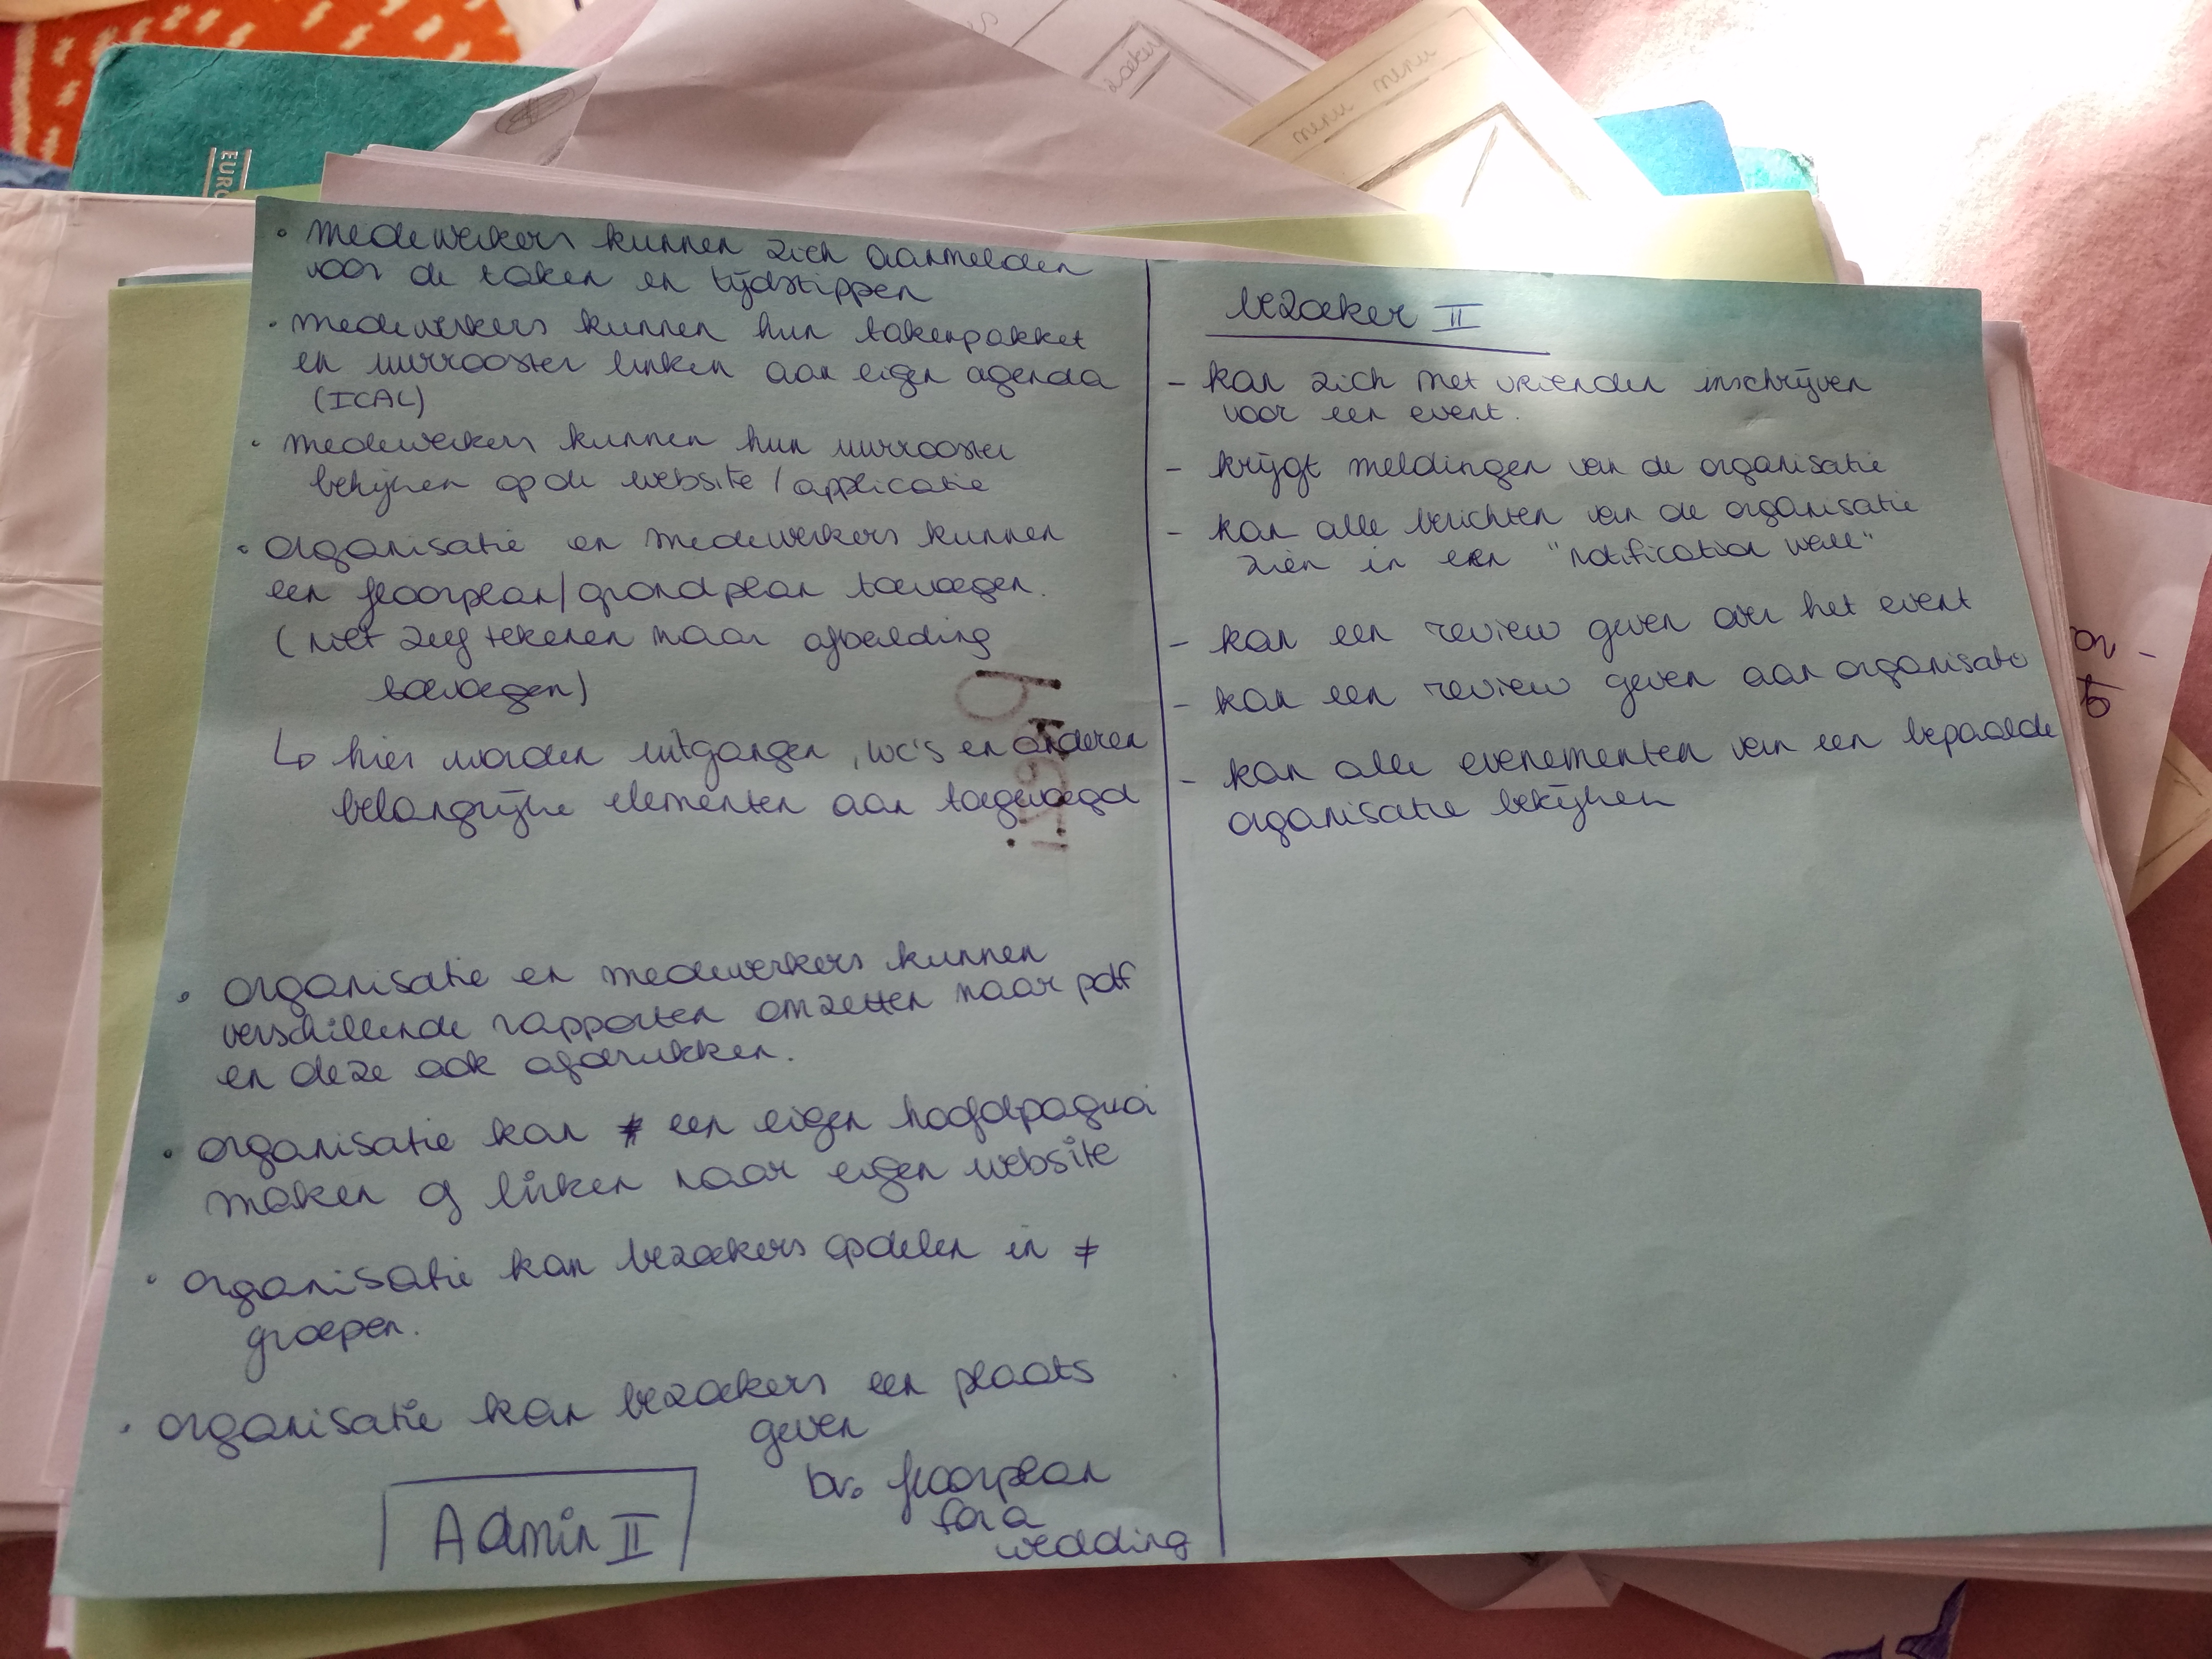 • medewerkers kunnen zich aanmelden
voor de taken en tijdstippen
• medewerkers kunnen hun takenpakket
en uurrooster linken aan eigen agenda
(ICAL)
• medewerkers kunnen hun uurrooster
bekijken op de website / applicatie
• organisatie en medewerkers kunnen
een floorplan/grondplan toevoegen.
(niet zelf tekenen maar afbeelding
toevoegen)
↳ hier worden uitgangen, wc's en anderen
belangrijke elementen aan toegevoegd
• organisatie en medewerkers kunnen
verschillende rapporten omzetten naar pdf
en deze ook afdrukken.
• organisatie kan een eigen hoofdpagina
maken of linken naar eigen website
• organisatie kan bezoekers opdelen in ≠
groepen.
• organisatie kan bezoekers een plaats
geven
bv. floorplan
for a
wedding
Admin II
bezoeker II
- kan zich met vrienden inschrijven
voor een event.
- krijgt meldingen van de organisatie
- kan alle berichten van de organisatie
zien in een "notification wall"
- kan een review geven over het event
- kan een review geven aan organisatie
- kan alle evenementen van een bepaalde
organisatie bekijken
menu menu
EURO